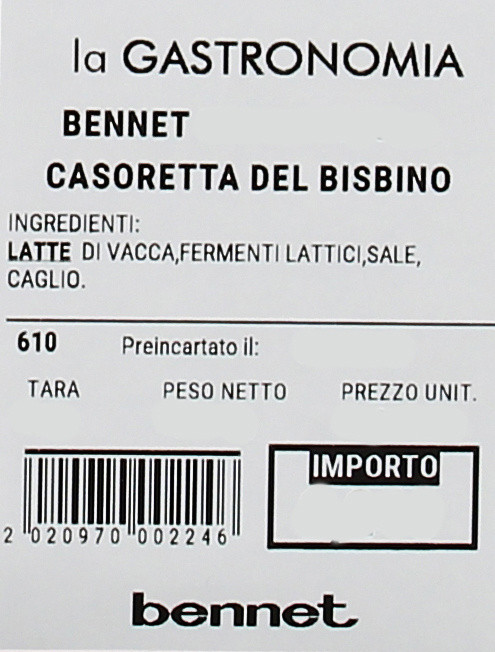 la GASTRONOMIA
BENNET
CASORETTA DEL BISBINO
INGREDIENTI:
LATTE DI VACCA,FERMENTI LATTICI,SALE,
CAGLIO.
610 Preincartato il:
TARA PESO NETTO PREZZO UNIT.
IMPORTO
2 020970 002246
bennet